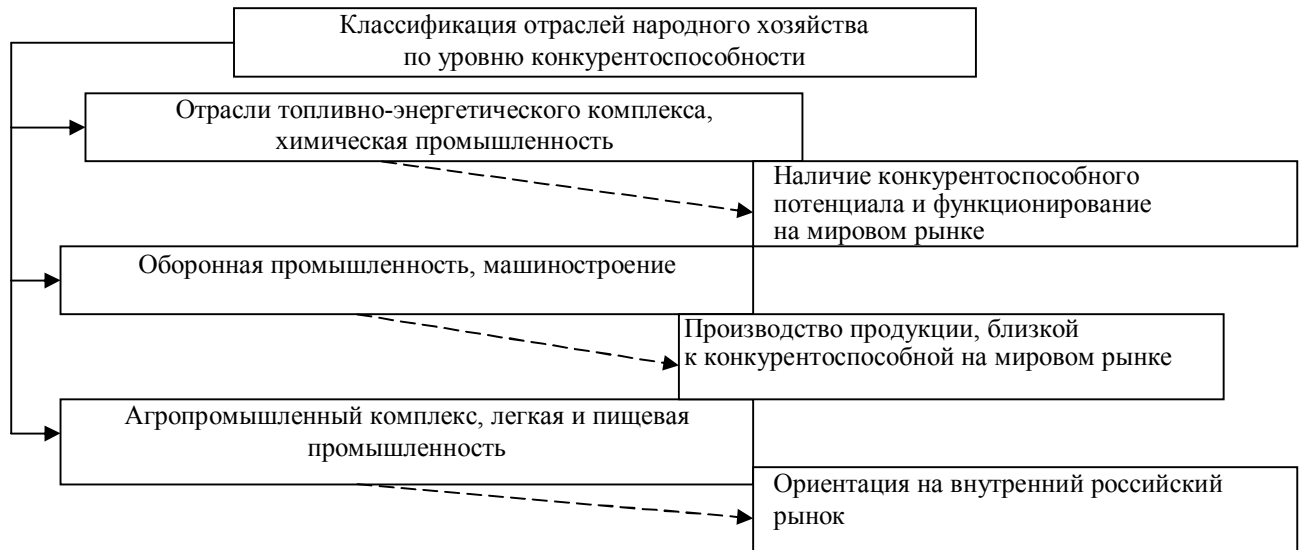 Классификация отраслей народного хозяйства
по уровню конкурентоспособности
Отрасли топливно-энергетического комплекса,
химическая промышленность
Наличие конкурентоспособного
потенциала и функционирование
на мировом рынке
Оборонная промышленность, машиностроение
Производство продукции, близкой
к конкурентоспособной на мировом рынке
Агропромышленный комплекс, легкая и пищевая
промышленность
Ориентация на внутренний российский
рынок